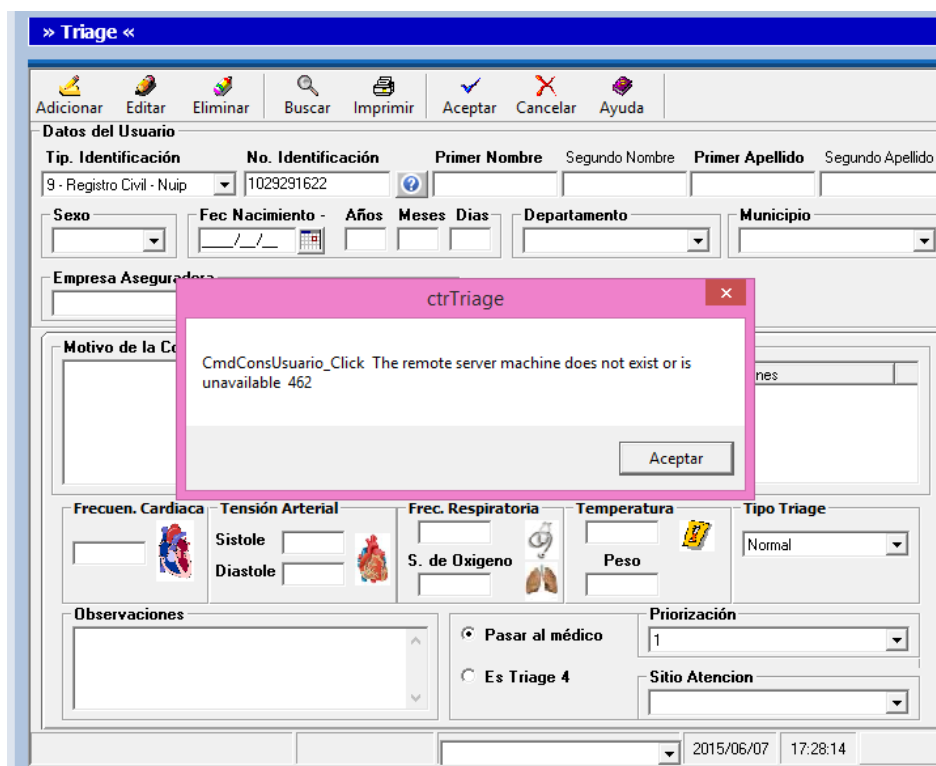 » Triage «
Adicionar Editar Eliminar Buscar Imprimir Aceptar Cancelar Ayuda
Datos del Usuario
Tip. Identificación No. Identificación Primer Nombre Segundo Nombre Primer Apellido Segundo Apellido
9 - Registro Civil - Nuip 1029291622
Sexo Fec Nacimiento - Años Meses Dias Departamento Municipio
__/_/_
Empresa Aseguradora
ctrTriage
CmdConsUsuario_Click The remote server machine does not exist or is
unavailable 462
Aceptar
Motivo de la Co
nes
Frecuen. Cardiaca Tensión Arterial Frec. Respiratoria Temperatura Tipo Triage
Sistole
Normal
Diastole S. de Oxigeno Peso
Observaciones Priorización
Pasar al médico 1
Es Triage 4 Sitio Atencion
2015/06/07 17:28:14